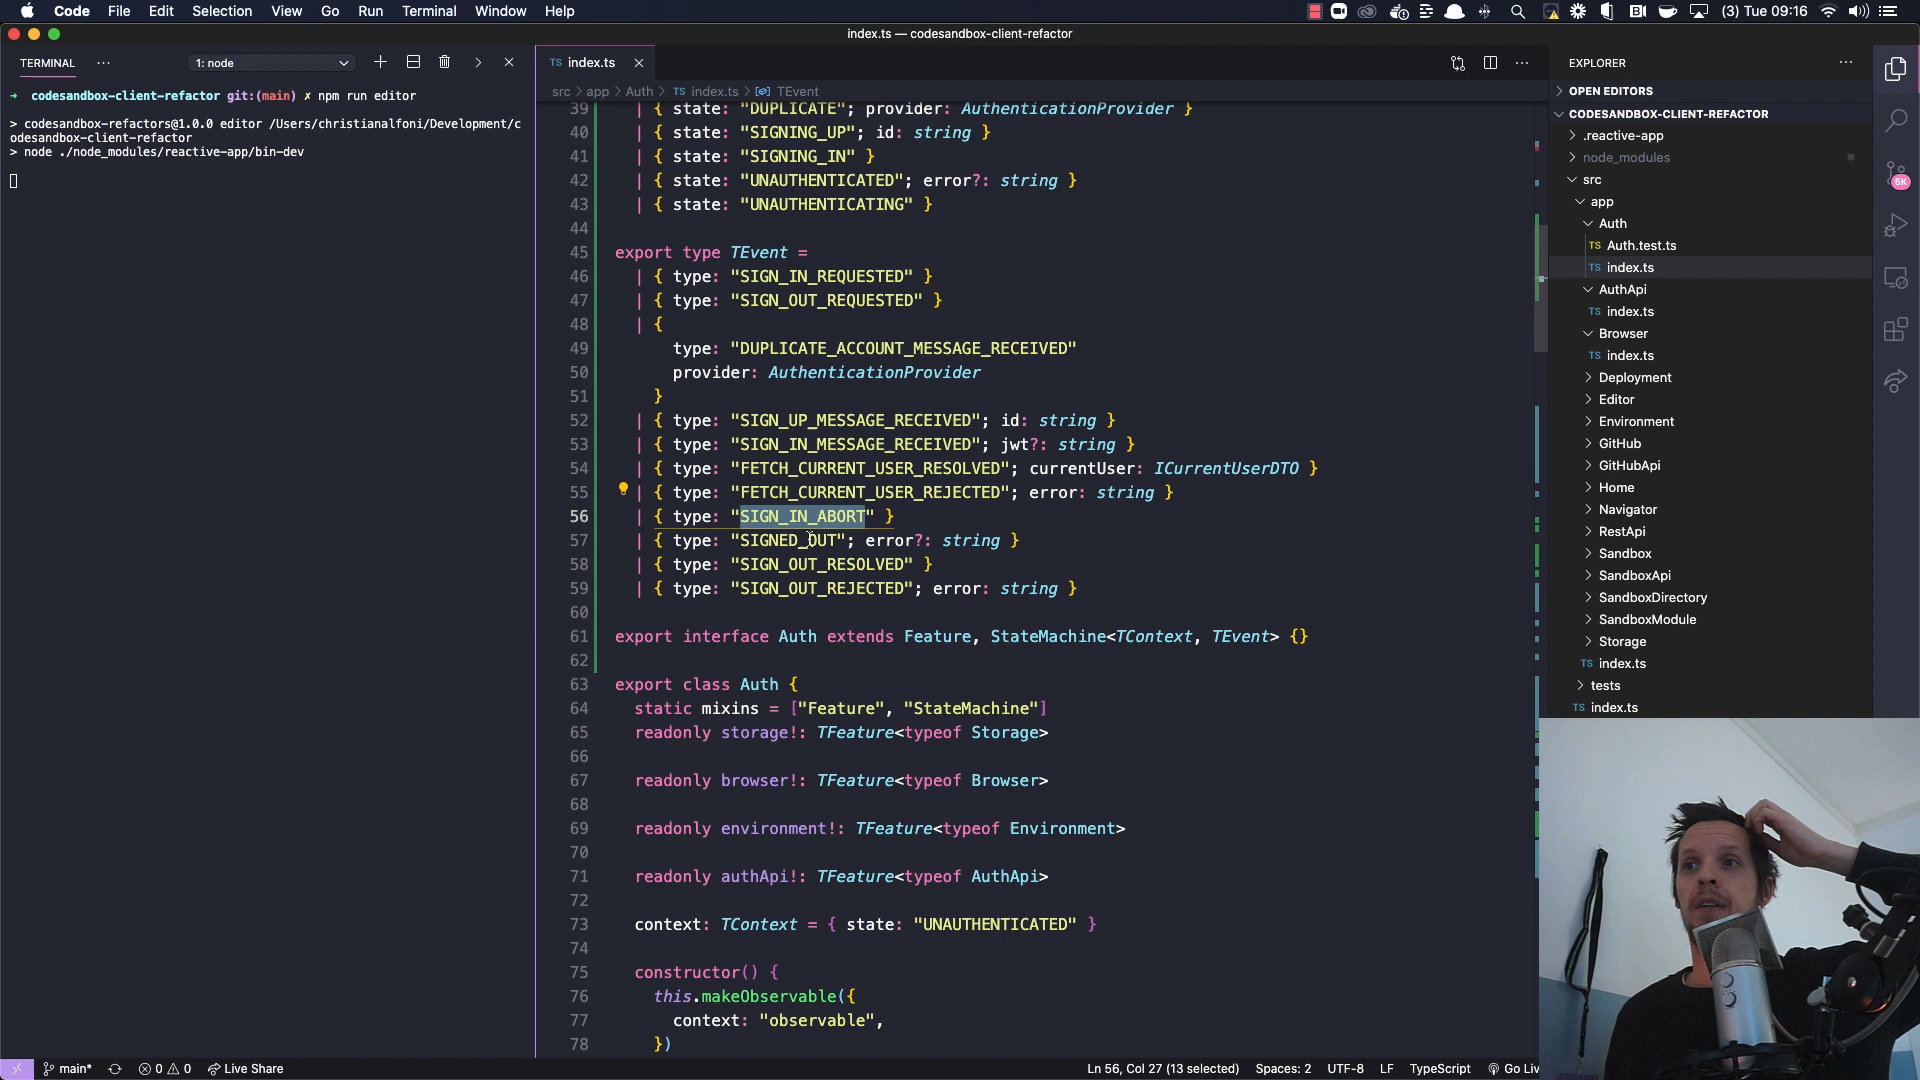 Code File Edit Selection View Go Run Terminal Window Help (3) Tue 09:16
index.ts — codesandbox-client-refactor
TERMINAL ··· 1: node
→ codesandbox-client-refactor git:(main) ✗ npm run editor
> codesandbox-refactors@1.0.0 editor /Users/christianalfoni/Development/c
odesandbox-client-refactor
> node ./node_modules/reactive-app/bin-dev
TS index.ts
src > app > Auth > TS index.ts > TEvent
39 | { state: "DUPLICATE"; provider: AuthenticationProvider }
40 | { state: "SIGNING_UP"; id: string }
41 | { state: "SIGNING_IN" }
42 | { state: "UNAUTHENTICATED"; error?: string }
43 | { state: "UNAUTHENTICATING" }
44
45 export type TEvent =
46 | { type: "SIGN_IN_REQUESTED" }
47 | { type: "SIGN_OUT_REQUESTED" }
48 | {
49 type: "DUPLICATE_ACCOUNT_MESSAGE_RECEIVED"
50 provider: AuthenticationProvider
51 }
52 | { type: "SIGN_UP_MESSAGE_RECEIVED"; id: string }
53 | { type: "SIGN_IN_MESSAGE_RECEIVED"; jwt?: string }
54 | { type: "FETCH_CURRENT_USER_RESOLVED"; currentUser: ICurrentUserDTO }
55 | { type: "FETCH_CURRENT_USER_REJECTED"; error: string }
56 | { type: "SIGN_IN_ABORT" }
57 | { type: "SIGNED_OUT"; error?: string }
58 | { type: "SIGN_OUT_RESOLVED" }
59 | { type: "SIGN_OUT_REJECTED"; error: string }
60
61 export interface Auth extends Feature, StateMachine<TContext, TEvent> {}
62
63 export class Auth {
64 static mixins = ["Feature", "StateMachine"]
65 readonly storage!: TFeature<typeof Storage>
66
67 readonly browser!: TFeature<typeof Browser>
68
69 readonly environment!: TFeature<typeof Environment>
70
71 readonly authApi!: TFeature<typeof AuthApi>
72
73 context: TContext = { state: "UNAUTHENTICATED" }
74
75 constructor() {
76 this.makeObservable({
77 context: "observable",
78 })
EXPLORER ···
OPEN EDITORS
CODESANDBOX-CLIENT-REFACTOR
.reactive-app
node_modules
src
app
Auth
TS Auth.test.ts
TS index.ts
AuthApi
TS index.ts
Browser
TS index.ts
Deployment
Editor
Environment
GitHub
GitHubApi
Home
Navigator
RestApi
Sandbox
SandboxApi
SandboxDirectory
SandboxModule
Storage
TS index.ts
tests
TS index.ts
5K
main* 0 0 Live Share Ln 56, Col 27 (13 selected) Spaces: 2 UTF-8 LF TypeScript Go Liv